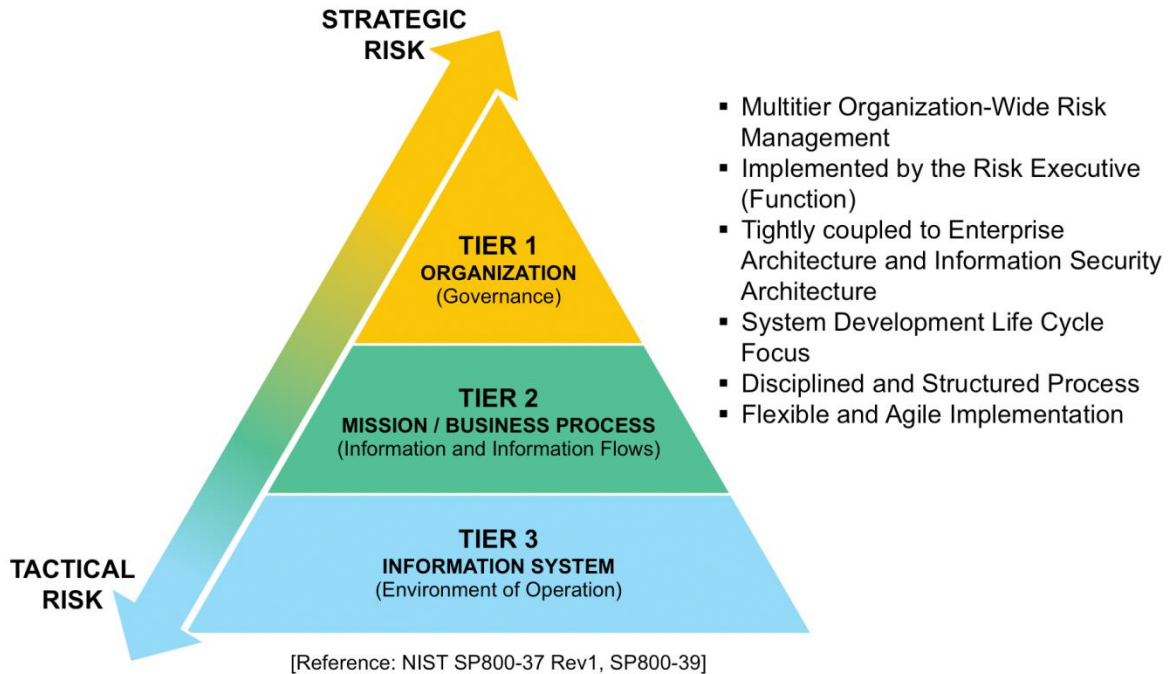 STRATEGIC
RISK
TIER 1
ORGANIZATION
(Governance)
TIER 2
MISSION / BUSINESS PROCESS
(Information and Information Flows)
TIER 3
INFORMATION SYSTEM
(Environment of Operation)
TACTICAL
RISK
▪ Multitier Organization-Wide Risk
Management
▪ Implemented by the Risk Executive
(Function)
▪ Tightly coupled to Enterprise
Architecture and Information Security
Architecture
▪ System Development Life Cycle
Focus
▪ Disciplined and Structured Process
▪ Flexible and Agile Implementation
[Reference: NIST SP800-37 Rev1, SP800-39]